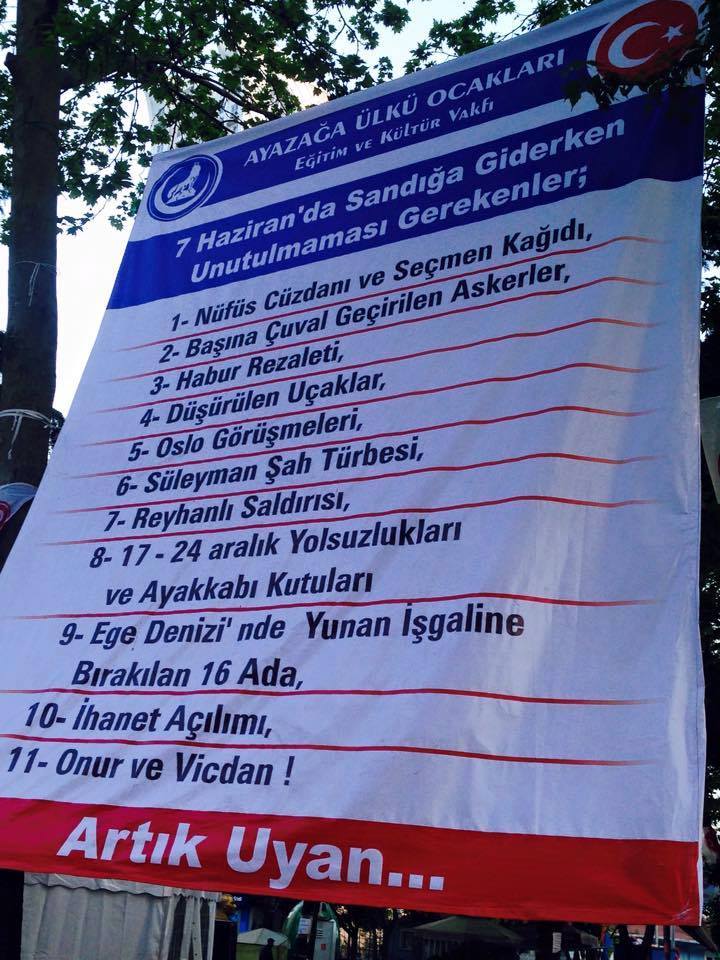 AYAZAĞA ÜLKÜ OCAKLARI
EĞİTİM VE KÜLTÜR VAKFI
7 Haziran'da Sandığa Giderken
Unutulmaması Gerekenler;
1- Nüfüs Cüzdanı ve Seçmen Kağıdı,
2- Başına Çuval Geçirilen Askerler,
3- Habur Rezaleti,
4- Düşürülen Uçaklar,
5- Oslo Görüşmeleri,
6- Süleyman Şah Türbesi,
7- Reyhanlı Saldırısı,
8- 17 - 24 aralık Yolsuzlukları
ve Ayakkabı Kutuları
9- Ege Denizi'nde Yunan İşgaline
Bırakılan 16 Ada,
10- İhanet Açılımı,
11- Onur ve Vicdan !
Artık Uyan...